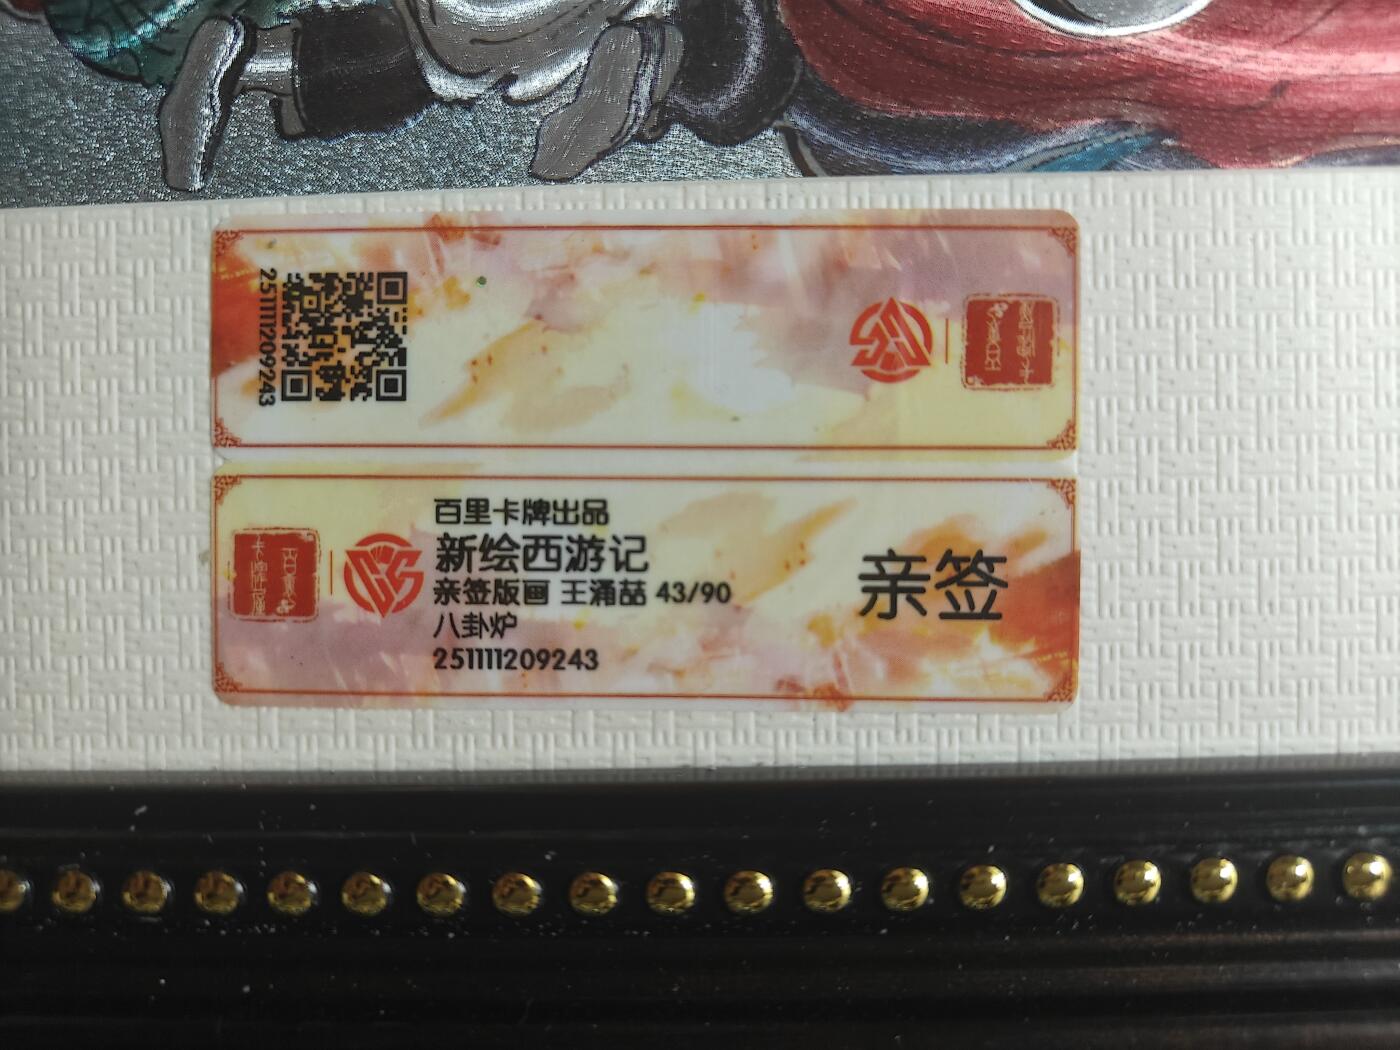 251111209243
百里卡牌出品
新绘西游记
亲签版画 王涌喆 43/90
八卦炉
251111209243
亲签